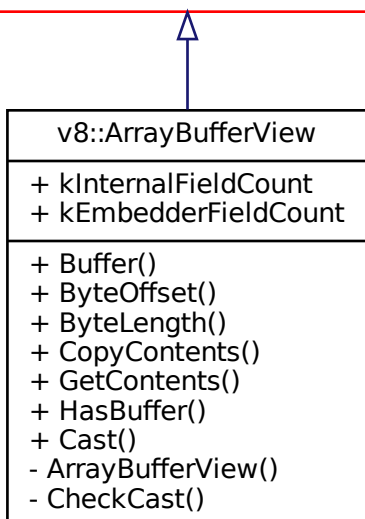 v8::ArrayBufferView
+ kInternalFieldCount
+ kEmbedderFieldCount
+ Buffer()
+ ByteOffset()
+ ByteLength()
+ CopyContents()
+ GetContents()
+ HasBuffer()
+ Cast()
- ArrayBufferView()
- CheckCast()